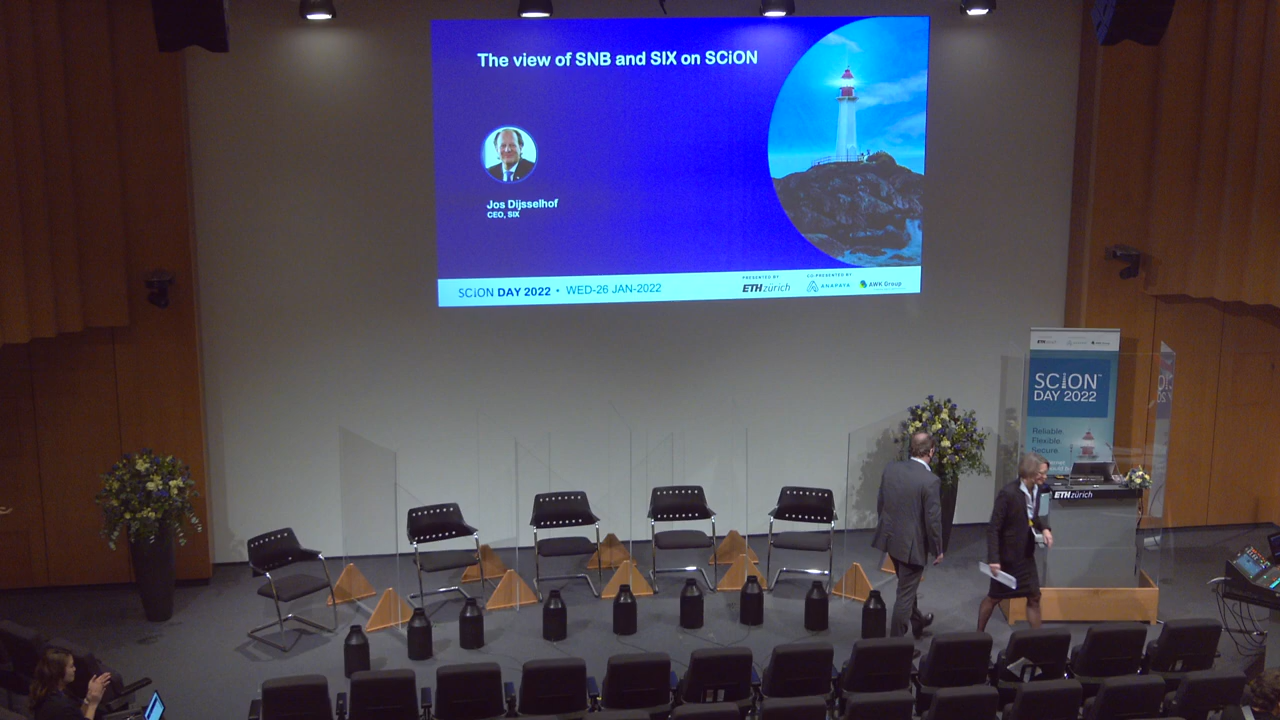 The view of SNB and SIX on SCiON
Jos Dijsselhof
CEO, SIX
SCiON DAY 2022 • WED-26 JAN-2022
PRESENTED BY
ETH zürich
CO-PRESENTED BY
ANAPAYA
AWK Group
SCiON™
DAY 2022
Reliable
Flexible
Secure
ETH zürich